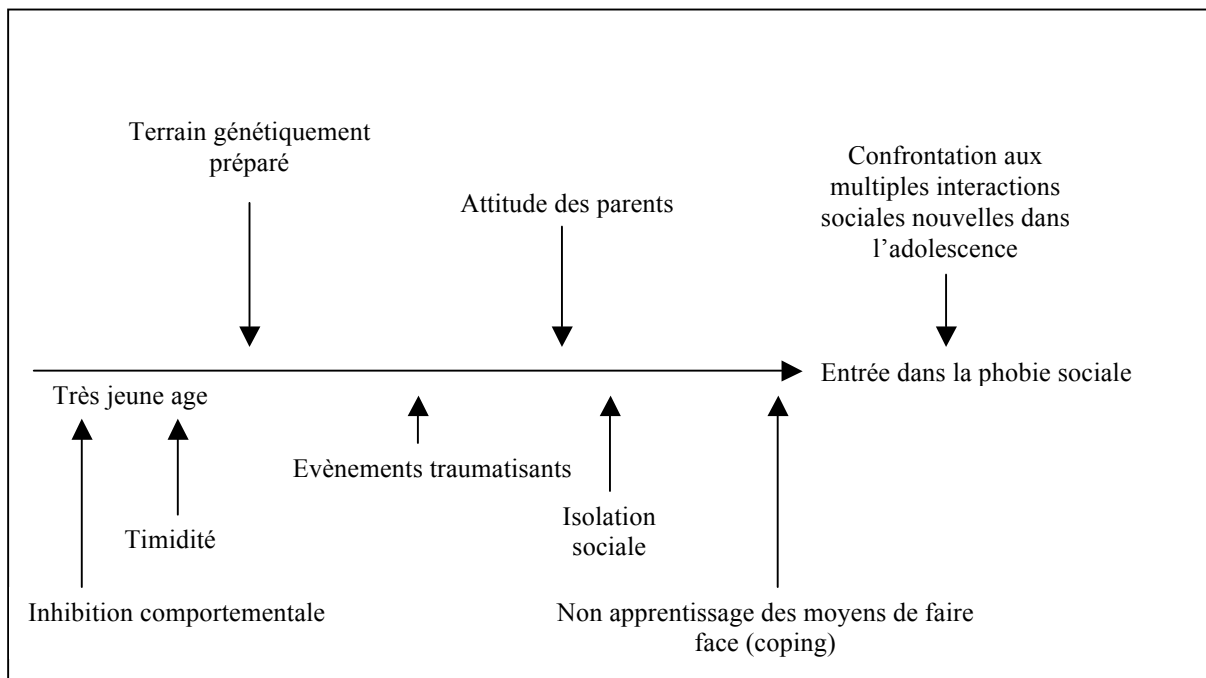 Terrain génétiquement
préparé
Confrontation aux
multiples interactions
sociales nouvelles dans
l'adolescence
Attitude des parents
Entrée dans la phobie sociale
Très jeune age
Evènements traumatisants
Isolation
sociale
Timidité
Inhibition comportementale
Non apprentissage des moyens de faire
face (coping)